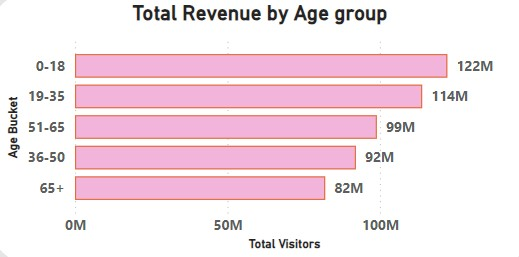 Total Revenue by Age group
Age Bucket
0-18 122M
19-35 114M
51-65 99M
36-50 92M
65+ 82M
0M 50M 100M
Total Visitors